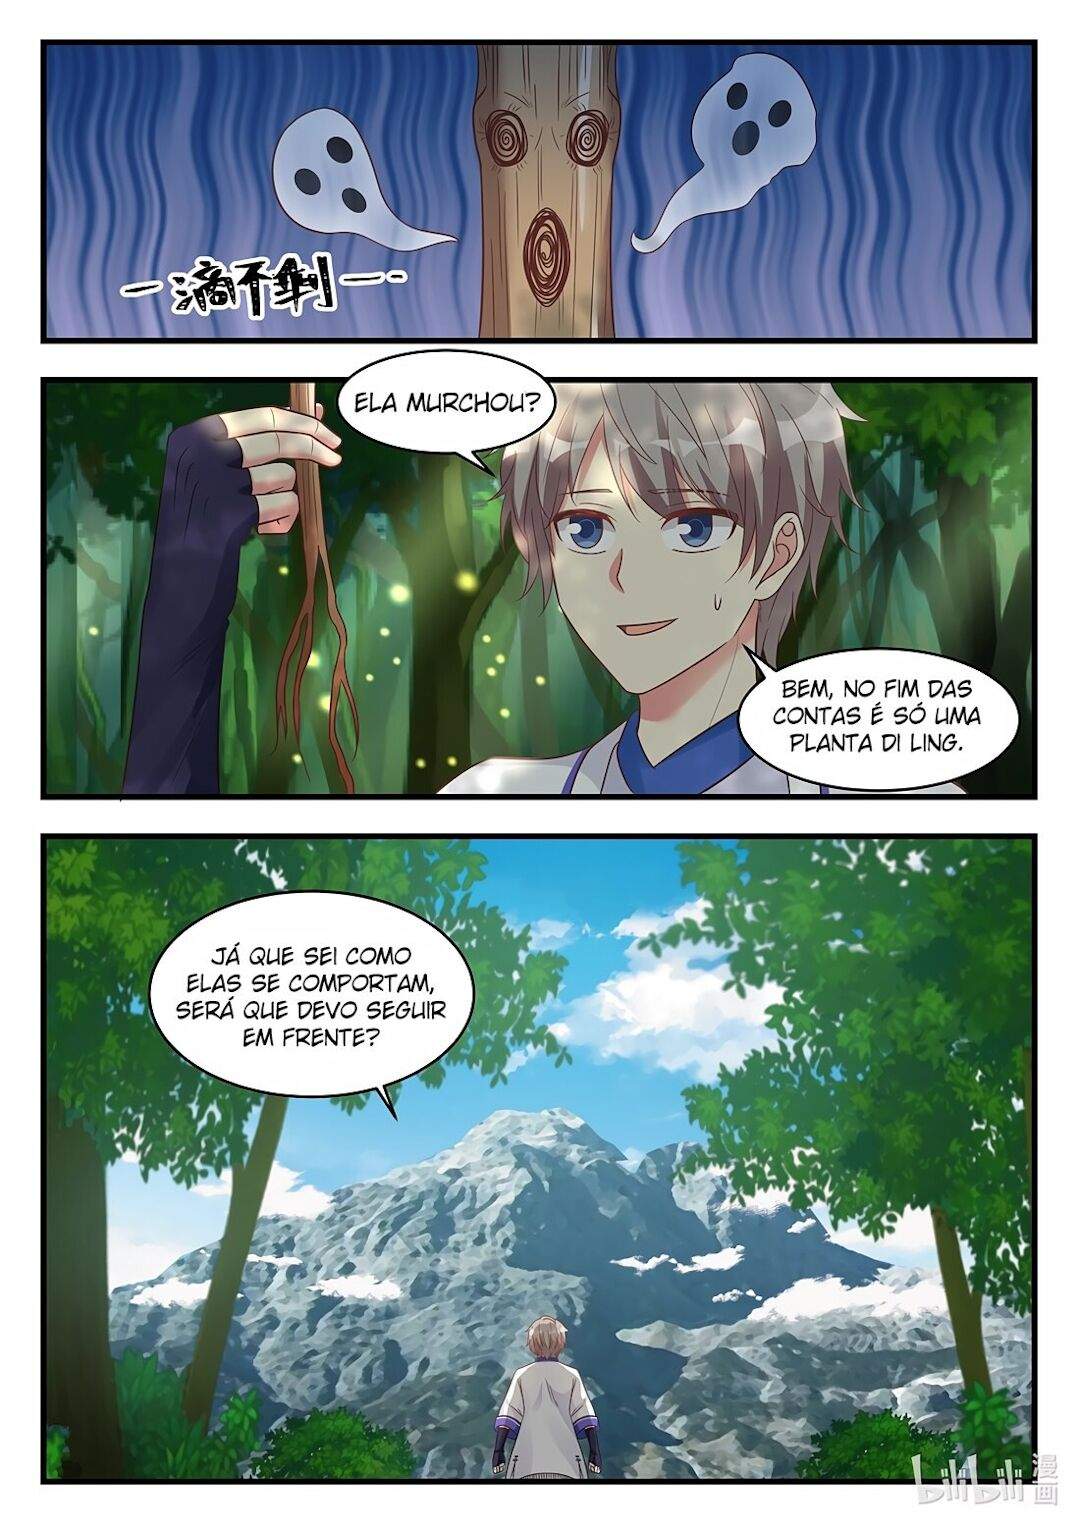 一滴不剩一…
ELA MURCHOU?
BEM, NO FIM DAS
CONTAS É SÓ UMA
PLANTA DI LING.
JÁ QUE SEI COMO
ELAS SE COMPORTAM,
SERÁ QUE DEVO SEGUIR
EM FRENTE?
bilibili
漫画